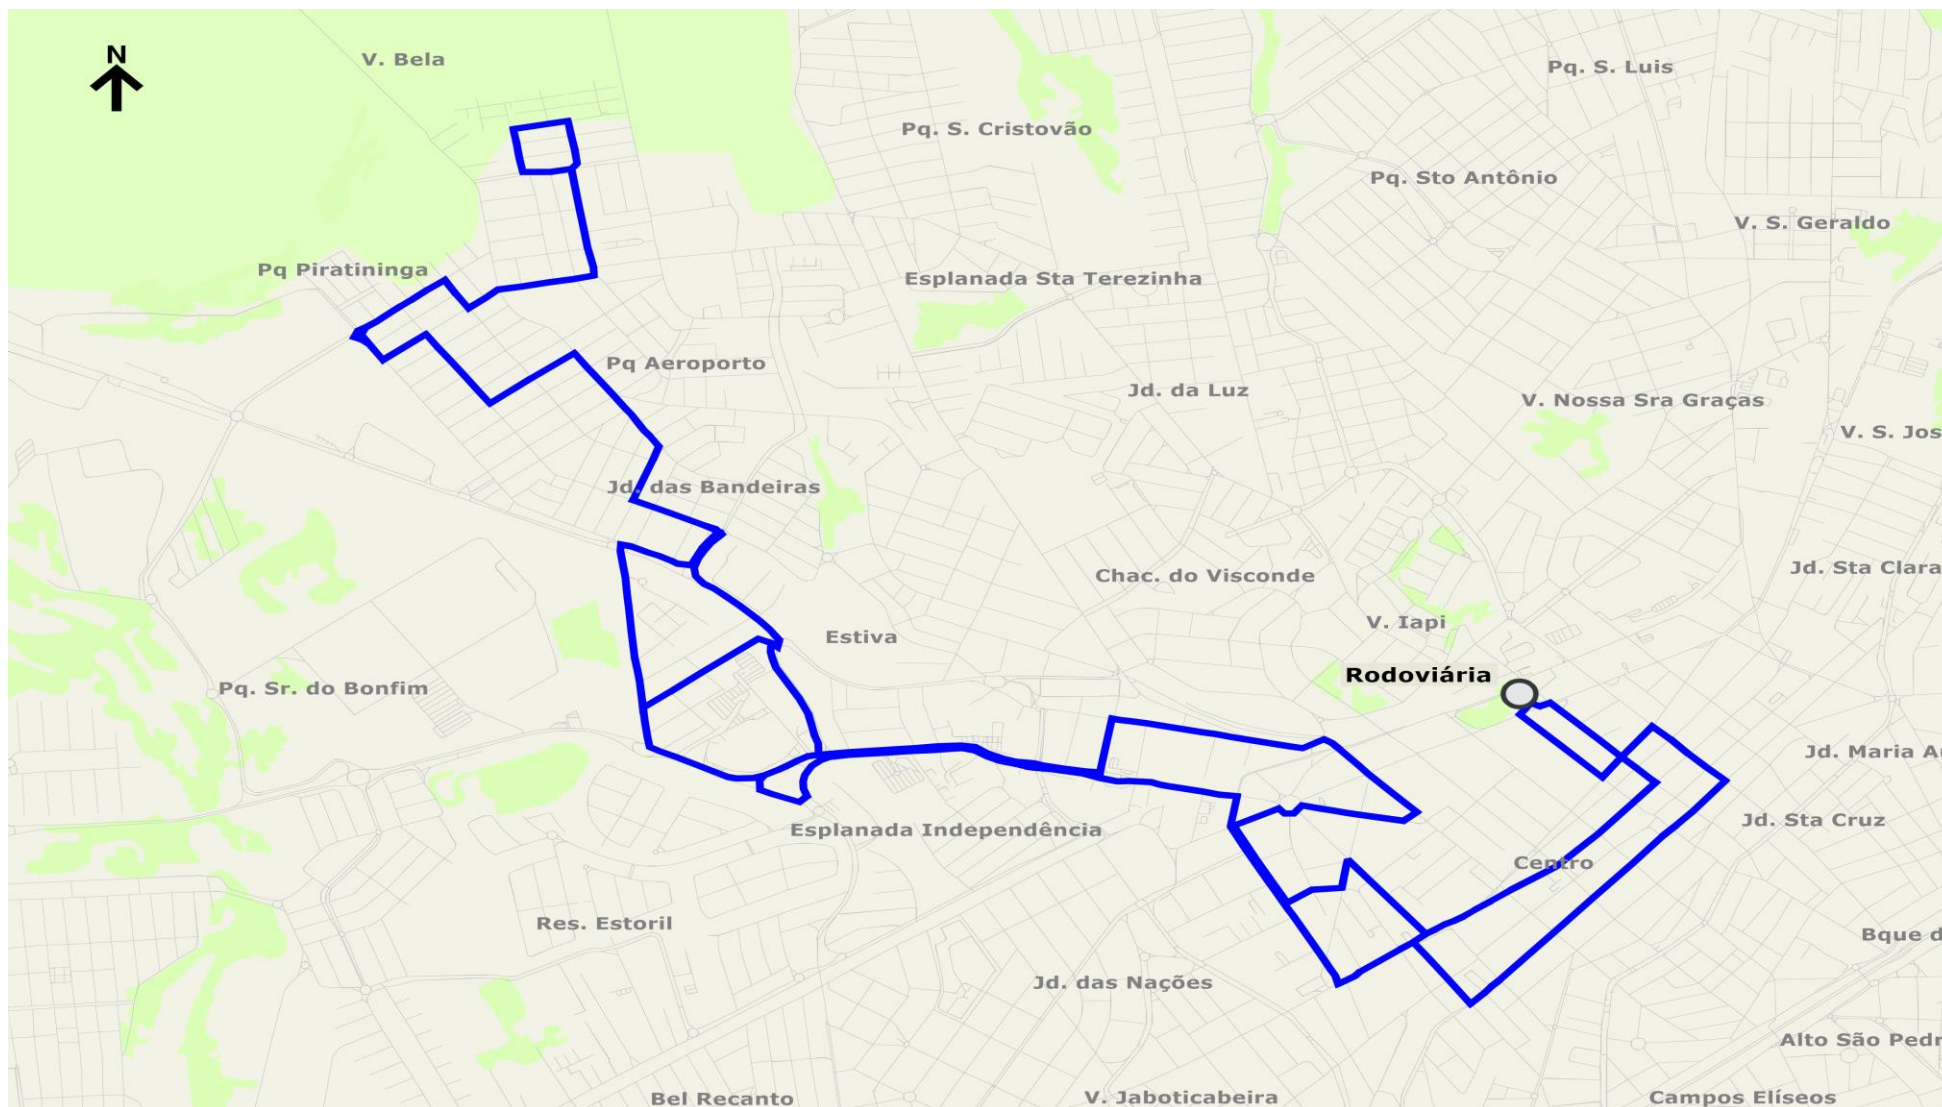 N
V. Bela
Pq. S. Luis
Pq. S. Cristovão
Pq. Sto Antônio
V. S. Geraldo
Pq Piratininga
Esplanada Sta Terezinha
Pq Aeroporto
Jd. da Luz
V. Nossa Sra Graças
V. S. Jos
Jd. das Bandeiras
Jd. Sta Clara
Chac. do Visconde
V. Iapi
Estiva
Rodoviária
Pq. Sr. do Bonfim
Jd. Maria Au
Jd. Sta Cruz
Esplanada Independência
Centro
Res. Estoril
Bque d
Jd. das Nações
Alto São Pedr
Bel Recanto
V. Jaboticabeira
Campos Elíseos